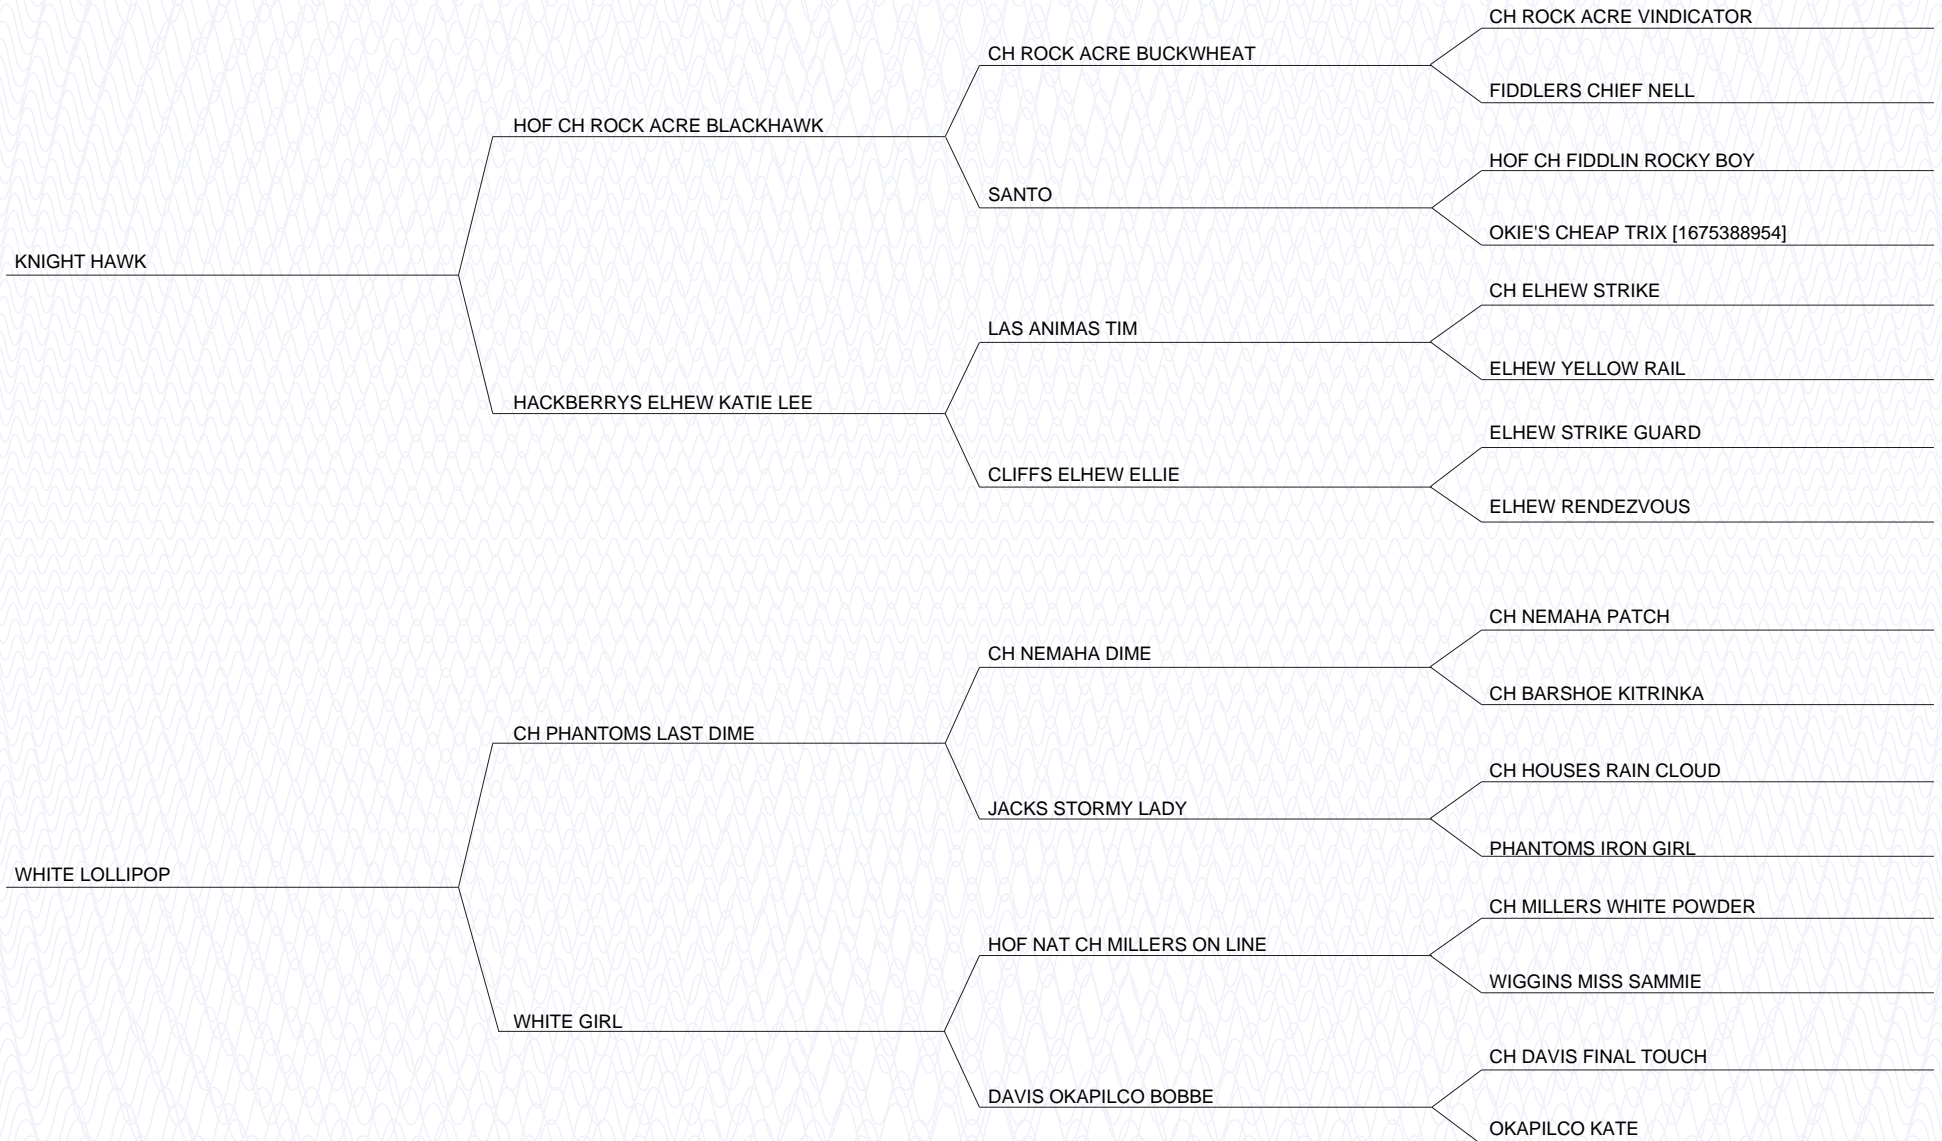 CH ROCK ACRE VINDICATOR
CH ROCK ACRE BUCKWHEAT
FIDDLERS CHIEF NELL
HOF CH ROCK ACRE BLACKHAWK
HOF CH FIDDLIN ROCKY BOY
SANTO
OKIE'S CHEAP TRIX [1675388954]
KNIGHT HAWK
CH ELHEW STRIKE
LAS ANIMAS TIM
ELHEW YELLOW RAIL
HACKBERRYS ELHEW KATIE LEE
ELHEW STRIKE GUARD
CLIFFS ELHEW ELLIE
ELHEW RENDEZVOUS
CH NEMAHA PATCH
CH NEMAHA DIME
CH BARSHOE KITRINKA
CH PHANTOMS LAST DIME
CH HOUSES RAIN CLOUD
JACKS STORMY LADY
PHANTOMS IRON GIRL
WHITE LOLLIPOP
CH MILLERS WHITE POWDER
HOF NAT CH MILLERS ON LINE
WIGGINS MISS SAMMIE
WHITE GIRL
CH DAVIS FINAL TOUCH
DAVIS OKAPILCO BOBBE
OKAPILCO KATE